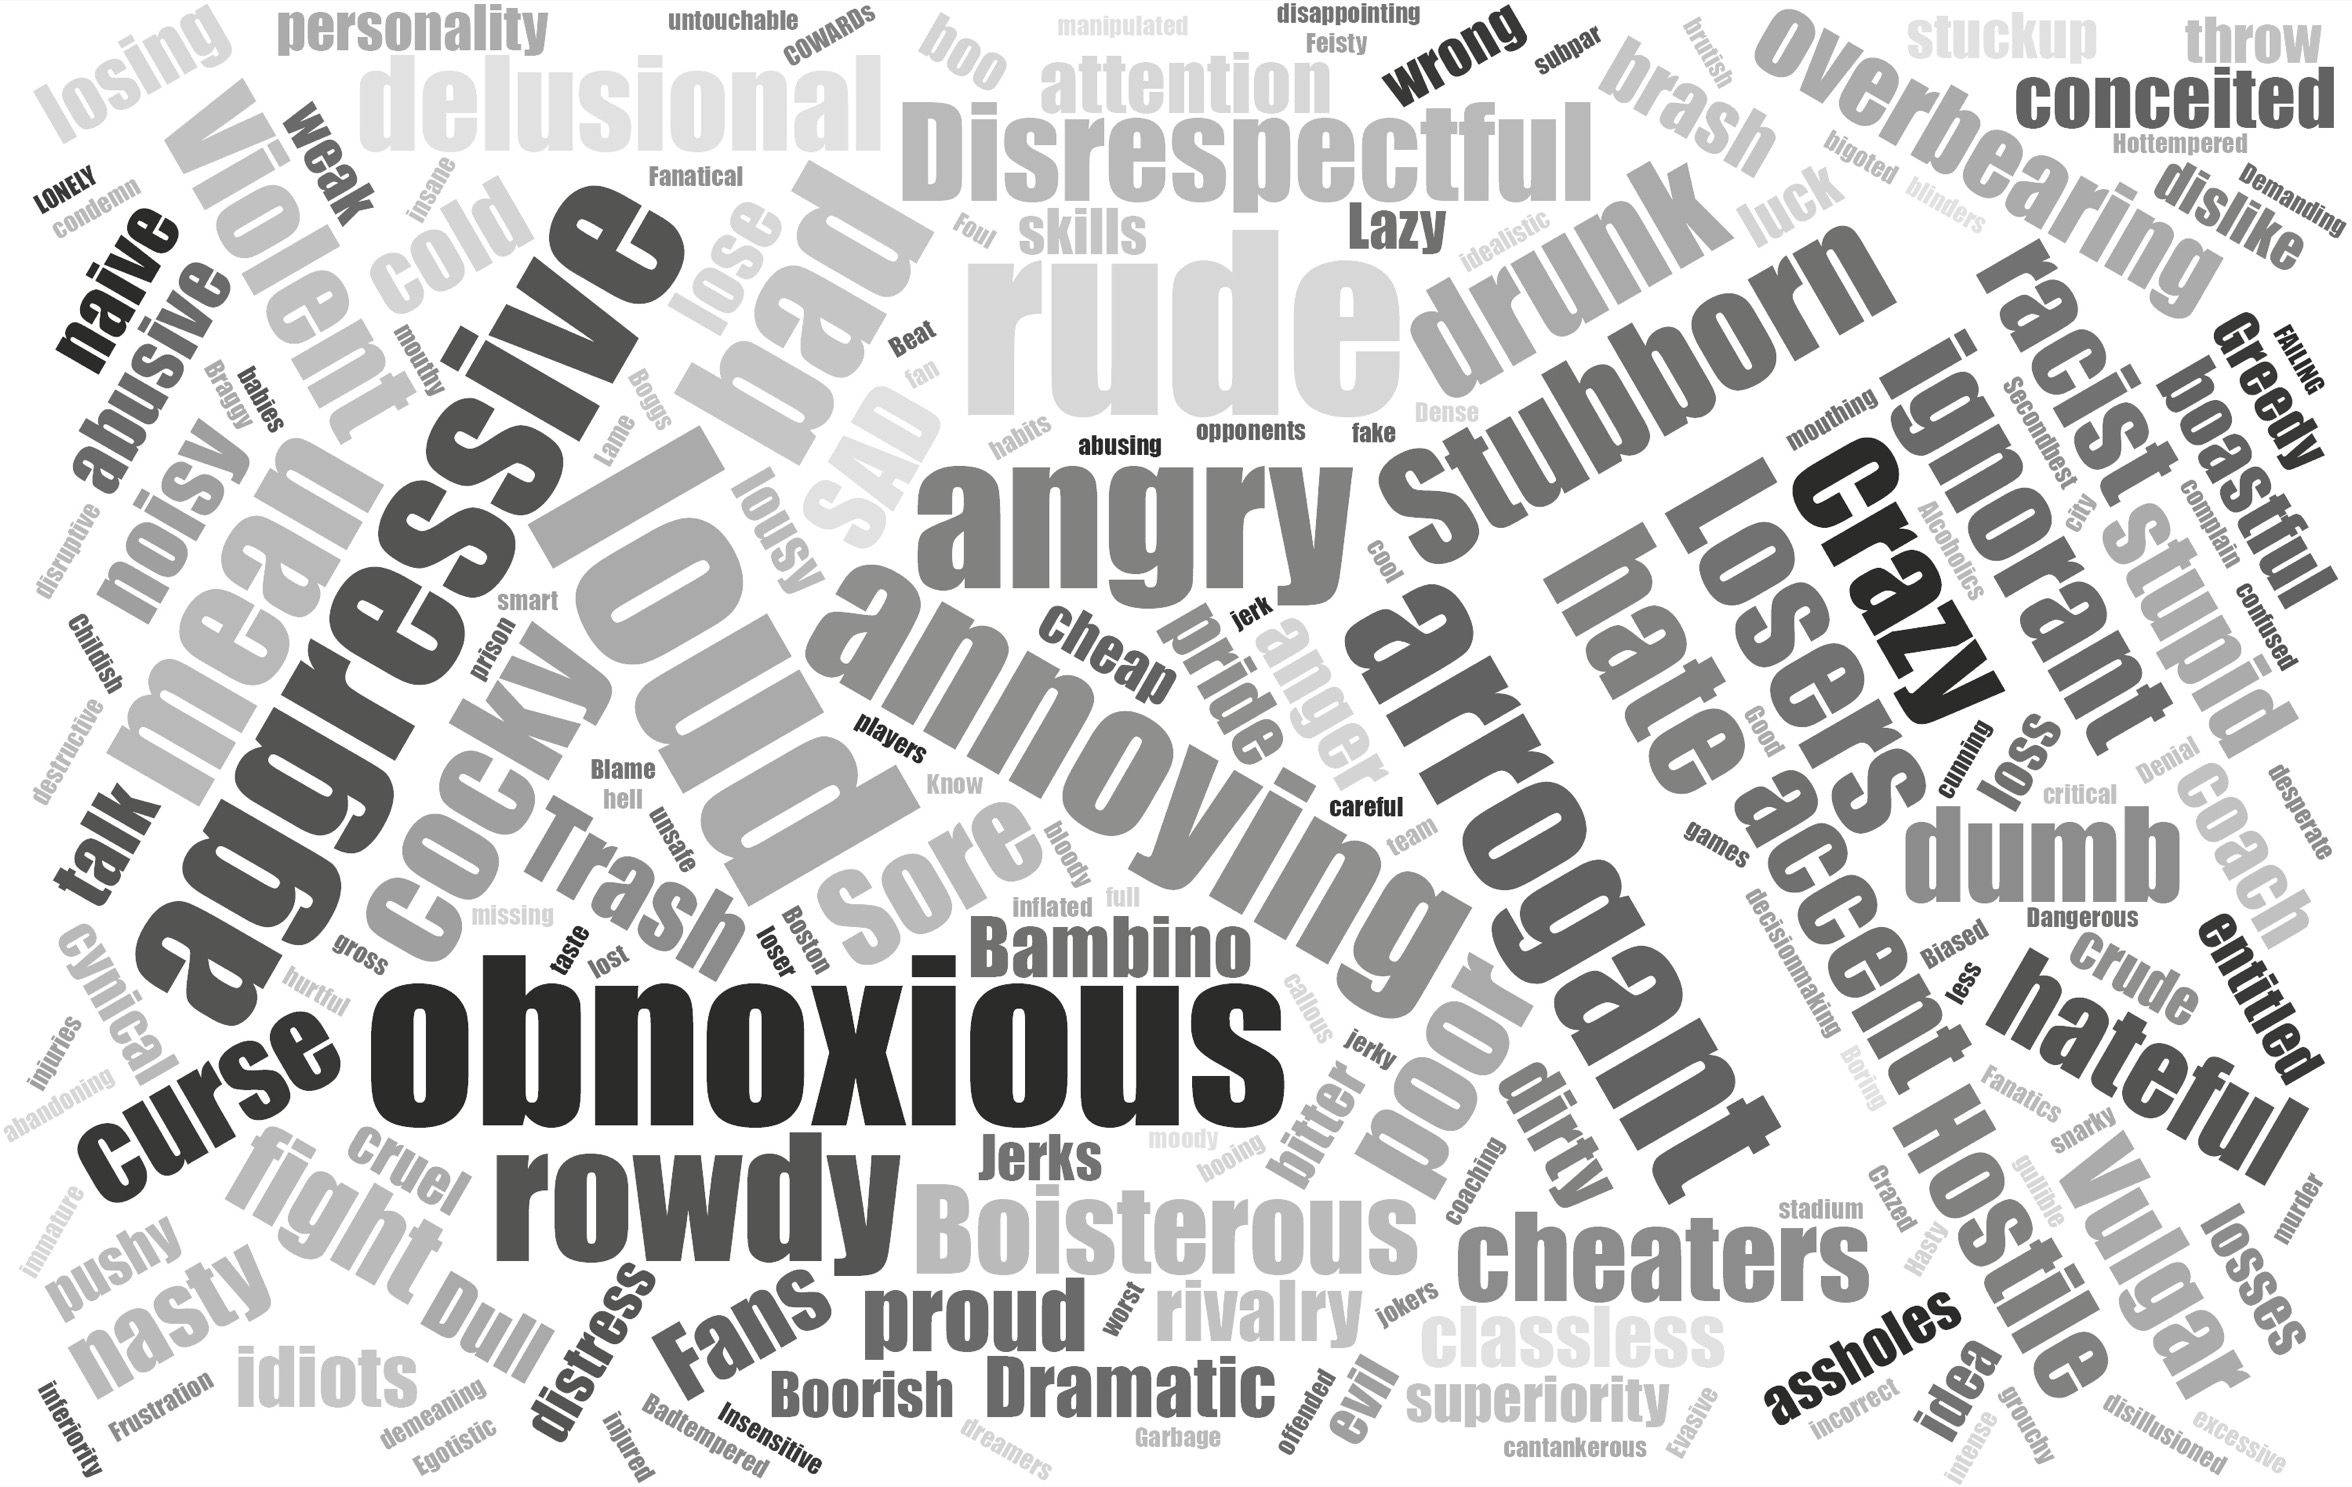 losing
personality
untouchable
COWARDS
boo
manipulated
disappointing
Feisty
wrong
subpar
brutish
brash
overbearing
stuckup
throw
conceited
Hottempered
delusional
attention
Disrespectful
Violent
weak
insane
Fanatical
LONELY
condemn
cold
naive
abusive
aggressive
lose
bad
Foul
skills
Lazy
idealistic
luck
drunk
bigoted
blinders
dislike
Demanding
rude
Stubborn
racist
Greedy
FAILING
boastful
Ignorant
Secondbest
city
complain
mouthy
Braggy
babies
noisy
mean
Beat
fan
SAD
Boggs
Lame
loud
lousy
habits
abusing
opponents
fake
Dense
mouthing
Crazy
Alcoholics
stupid
confused
angry
cool
Losers
hate
disruptive
Childish
destructive
smart
prison
cocky
annoying
cheap
pride
jerk
anger
arrogant
Good
cunning
loss
Denial
coach
desperate
critical
players
Know
Blame
hell
unsafe
Trash
Sore
bloody
careful
team
games
accent
dumb
Dangerous
talk
cynical
gross
missing
taste
lost
loser
Boston
inflated
full
Bambino
decisionmaking
Biased
less
crude
entitled
hateful
hurtful
obnoxious
callous
jerky
poor
bitter
dirty
Boring
Fanatics
snarky
injuries
abandoning
curse
immature
fight
cruel
rowdy
Jerks
moody
booing
coaching
Hostile
Crazed
Hasty
gullible
Vulgar
murder
losses
pushy
nasty
Dull
Boisterous
stadium
cheaters
distress
Fans
proud
worst
rivalry
jokers
classless
assholes
idea
idiots
Boorish
Dramatic
offended
evil
superiority
Evasive
incorrect
intense
grouchy
disillusioned
excessive
inferiority
Frustration
demeaning
Egotistic
injured
Badtempered
Insensitive
dreamers
Garbage
cantankerous